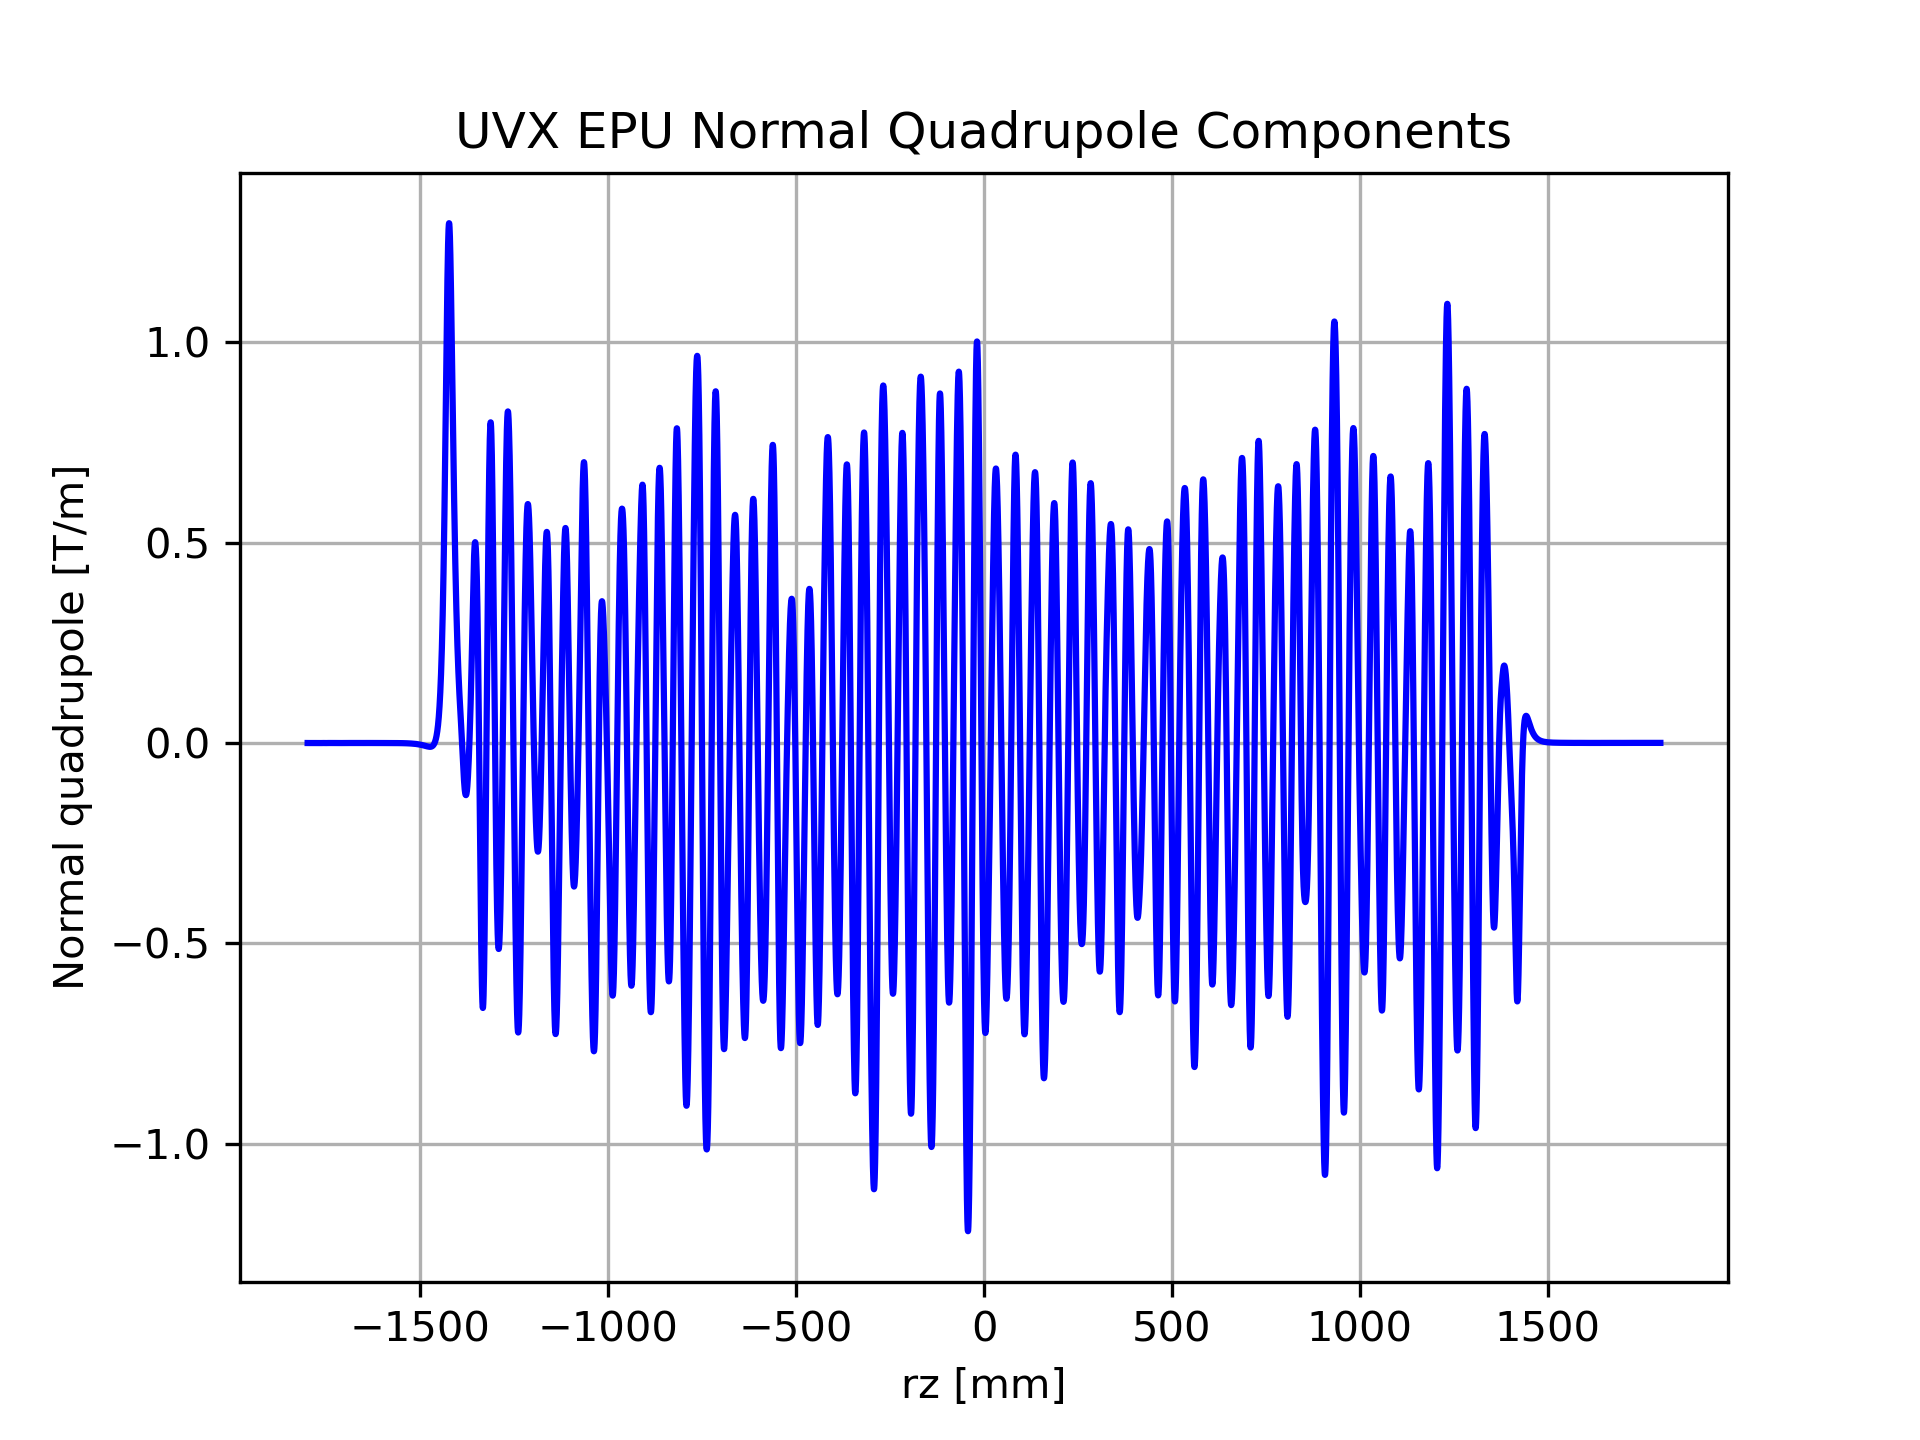 UVX EPU Normal Quadrupole Components
Normal quadrupole [T/m]
1.0
0.5
0.0
−0.5
−1.0
−1500 −1000 −500 0 500 1000 1500
rz [mm]